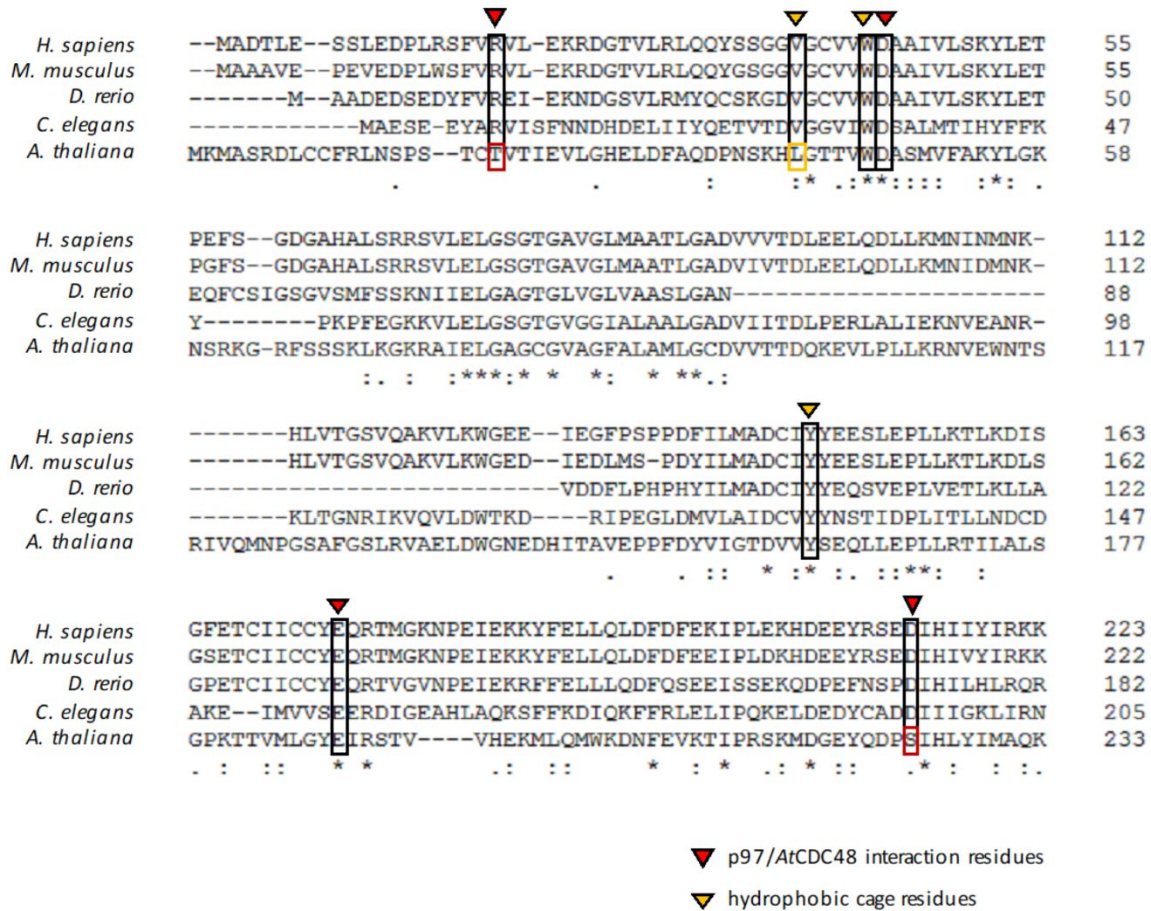 H. sapiens --MADTLE--SSLEDPLRSFVRVL-EKRDGTVLRLQQYSSGGVGCVVWDAAIVLSKYLET 55
M. musculus --MAAAVE--PEVEDPLWSFVRVL-EKRDGTVLRLQQYGSGGVGCVVWDAAIVLSKYLET 55
D. rerio -------M--AADEDSEDYFVREI-EKNDGSVLRMYQCSKGDVGCVVWDAAIVLSKYLET 50
C. elegans ------------MAESE-EYARVISFNNDHDELIIYQETVTDVGGVIWDSALMTIHYFFK 47
A. thaliana MKMASRDLCCFRLNSPS--TCTVTIEVLGHELDFAQDPNSKHLGTTVWDASMVFAKYLGK 58
. . : :* .:**:::: :*: .
H. sapiens PEFS--GDGAHALSRRSVLELGSGTGAVGLMAATLGADVVVTDLEELQDLLKMNINMNK- 112
M. musculus PGFS--GDGAHALSRRSVLELGSGTGAVGLMAATLGADVIVTDLEELQDLLKMNIDMNK- 112
D. rerio EQFCSIGSGVSMFSSKNIIELGAGTGLVGLVAASLGAN---------------------- 88
C. elegans Y--------PKPFEGKKVLELGSGTGVGGIALAALGADVIITDLPERLALIEKNVEANR- 98
A. thaliana NSRKG-RFSSSKLKGKRAIELGAGCGVAGFALAMLGCDVVTTDQKEVLPLLKRNVEWNTS 117
:. : :***:* * *: * **.:
H. sapiens -------HLVTGSVQAKVLKWGEE--IEGFPSPPDFILMADCIYYEESLEPLLKTLKDIS 163
M. musculus -------HLVTGSVQAKVLKWGED--IEDLMS-PDYILMADCIYYEESLEPLLKTLKDLS 162
D. rerio --------------------------VDDFLPHPHYILMADCIYYEQSVEPLVETLKLLA 122
C. elegans -------KLTGNRIKVQVLDWTKD----RIPEGLDMVLAIDCVYYNSTIDPLITLLNDCD 147
A. thaliana RIVQMNPGSAFGSLRVAELDWGNEDHITAVEPPFDYVIGTDVVYSEQLLEPLLRTILALS 177
. . :: * :* :. ::**: :
H. sapiens GFETCIICCYEQRTMGKNPEIEKKYFELLQLDFDFEKIPLEKHDEEYRSEDIHIIYIRKK 223
M. musculus GSETCIICCYEQRTMGKNPEIEKKYFELLQLDFDFEEIPLDKHDEEYRSEDIHIVYIRKK 222
D. rerio GPETCIICCYEQRTVGVNPEIEKRFFELLLQDFQSEEISSEKQDPEFNSPDIHILHLRQR 182
C. elegans AKE--IMVVSEERDIGEAHLAQKSFFKDIQKFFRLELIPQKELDEDYCADDIIIGKLIRN 205
A. thaliana GPKTTVMLGYEIRSTV----VHEKMLQMWKDNFEVKTIPRSKMDGEYQDPSIHLYIMAQK 233
. : :: * * .: :: * : * .: * : .* : : :.
p97/AtCDC48 interaction residues
hydrophobic cage residues